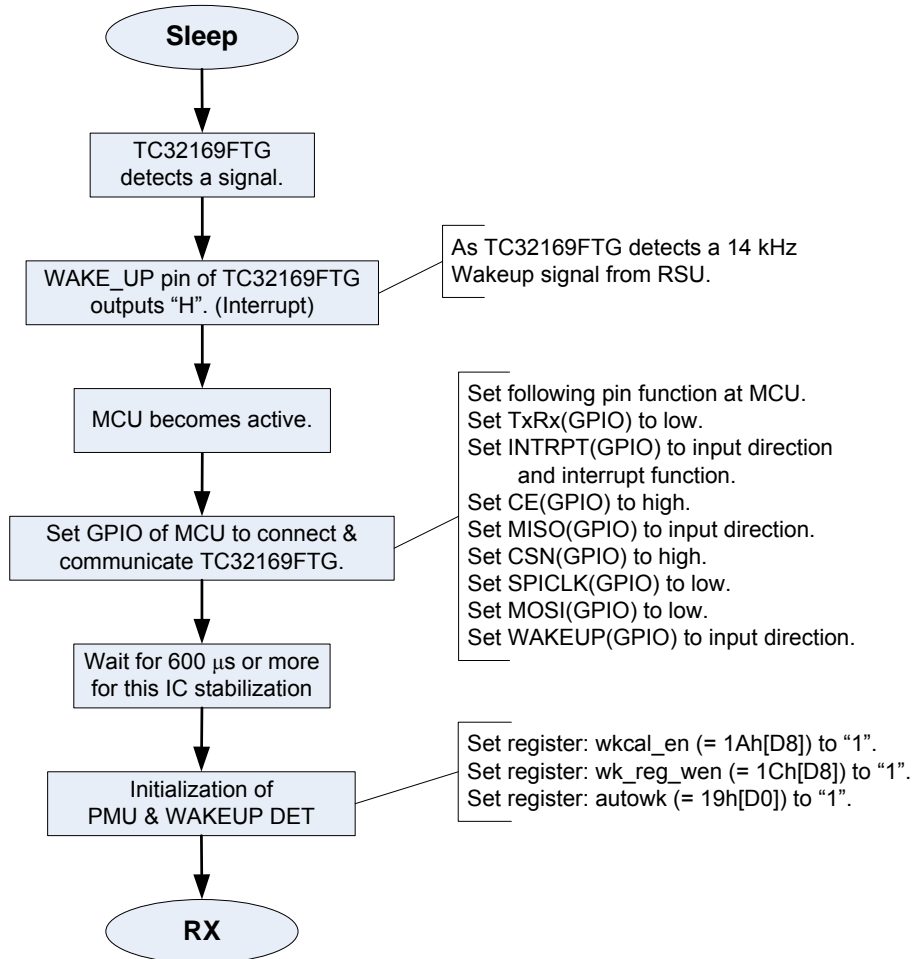 Sleep
TC32169FTG
detects a signal.
WAKE_UP pin of TC32169FTG
outputs “H”. (Interrupt)
As TC32169FTG detects a 14 kHz
Wakeup signal from RSU.
MCU becomes active.
Set GPIO of MCU to connect &
communicate TC32169FTG.
Set following pin function at MCU.
Set TxRx(GPIO) to low.
Set INTRPT(GPIO) to input direction
and interrupt function.
Set CE(GPIO) to high.
Set MISO(GPIO) to input direction.
Set CSN(GPIO) to high.
Set SPICLK(GPIO) to low.
Set MOSI(GPIO) to low.
Set WAKEUP(GPIO) to input direction.
Wait for 600 μs or more
for this IC stabilization
Initialization of
PMU & WAKEUP DET
Set register: wkcal_en (= 1Ah[D8]) to “1”.
Set register: wk_reg_wen (= 1Ch[D8]) to “1”.
Set register: autowk (= 19h[D0]) to “1”.
RX